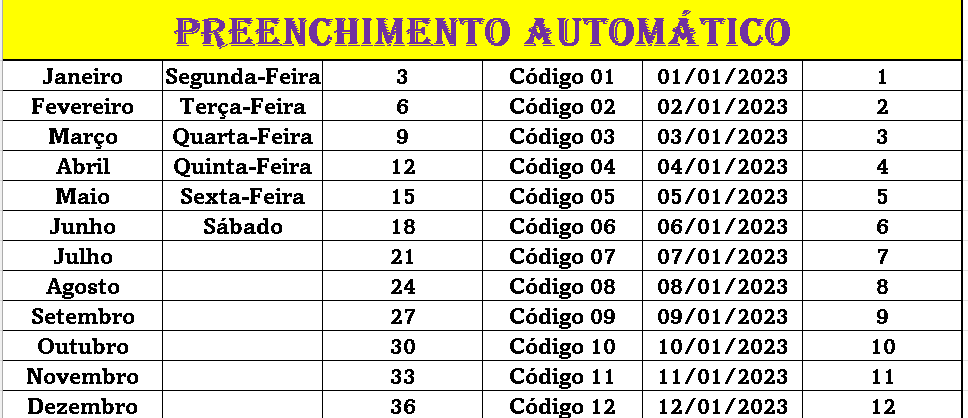 PREENCHIMENTO AUTOMÁTICO
Janeiro Segunda-Feira 3 Código 01 01/01/2023 1
Fevereiro Terça-Feira 6 Código 02 02/01/2023 2
Março Quarta-Feira 9 Código 03 03/01/2023 3
Abril Quinta-Feira 12 Código 04 04/01/2023 4
Maio Sexta-Feira 15 Código 05 05/01/2023 5
Junho Sábado 18 Código 06 06/01/2023 6
Julho 21 Código 07 07/01/2023 7
Agosto 24 Código 08 08/01/2023 8
Setembro 27 Código 09 09/01/2023 9
Outubro 30 Código 10 10/01/2023 10
Novembro 33 Código 11 11/01/2023 11
Dezembro 36 Código 12 12/01/2023 12